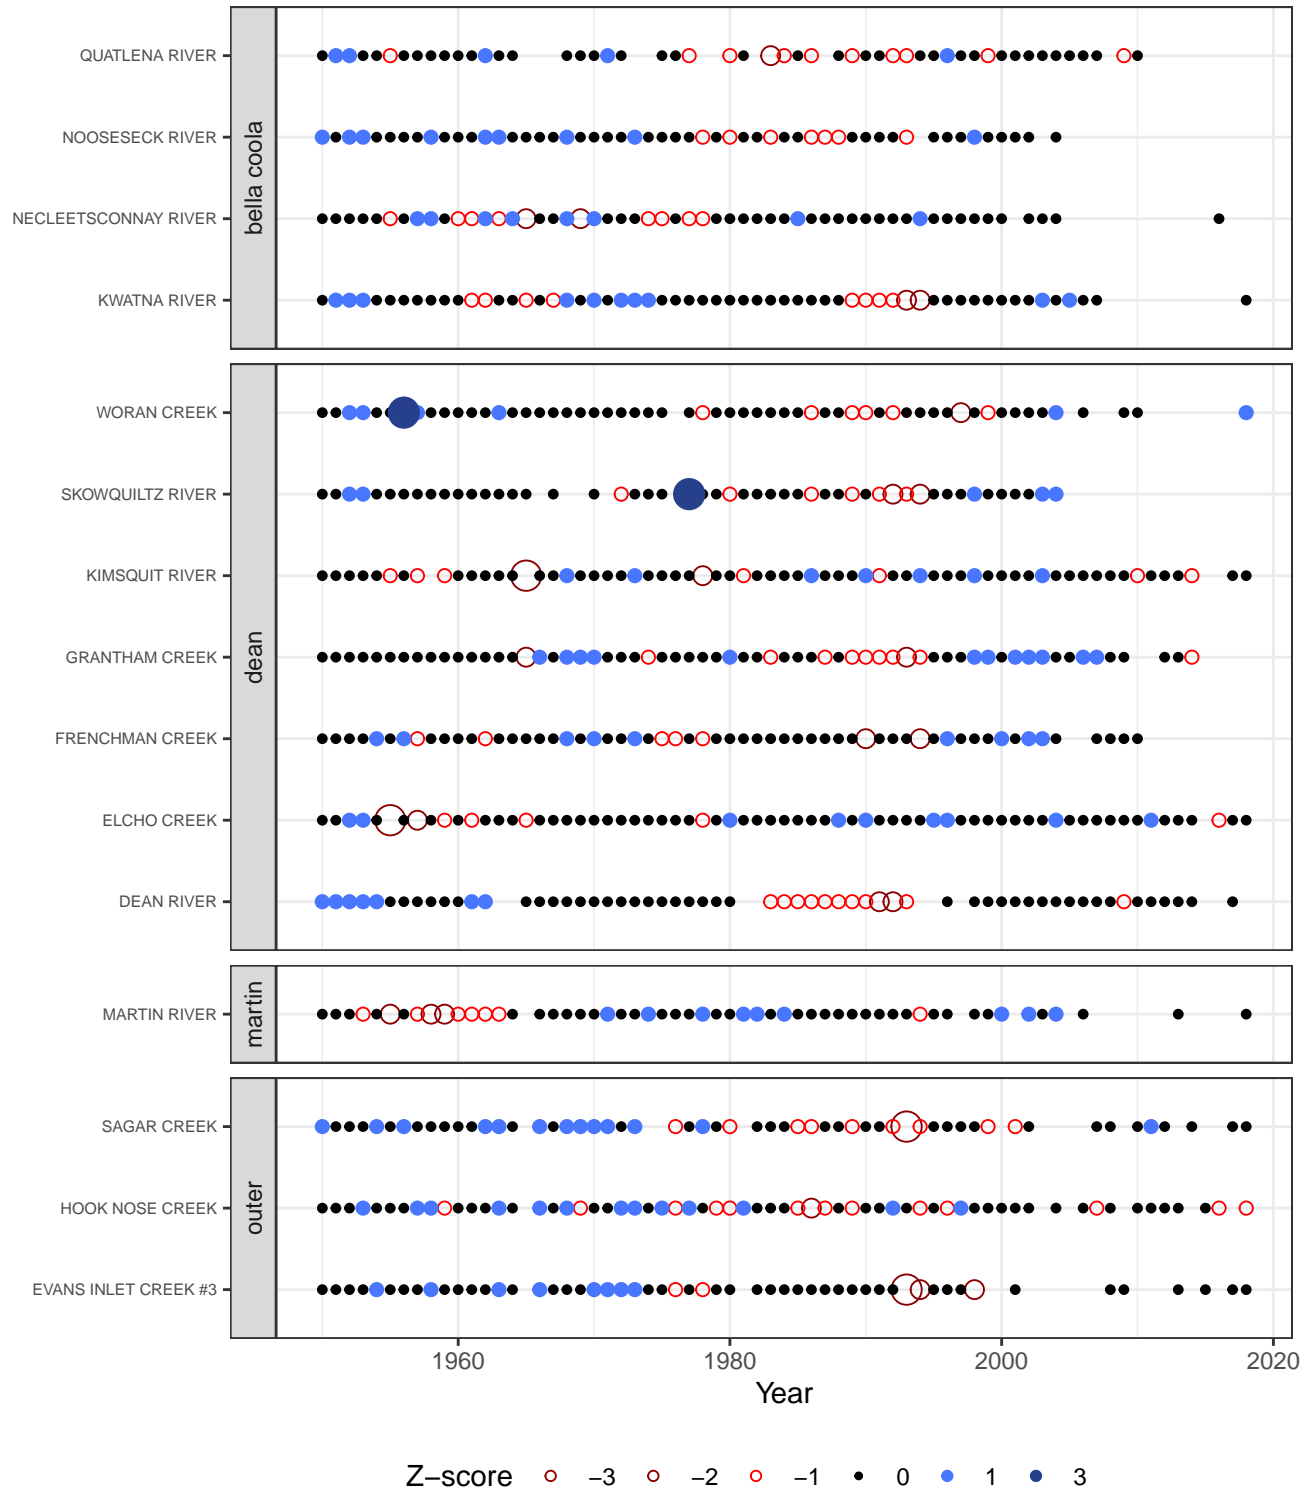 bella coola
QUATLENA RIVER
NOOSESECK RIVER
NECLEETSCONNAY RIVER
KWATNA RIVER
dean
WORAN CREEK
SKOWQUILTZ RIVER
KIMSQUIT RIVER
GRANTHAM CREEK
FRENCHMAN CREEK
ELCHO CREEK
DEAN RIVER
martin
MARTIN RIVER
outer
SAGAR CREEK
HOOK NOSE CREEK
EVANS INLET CREEK #3
1960 1980 2000 2020
Year
Z−score −3 −2 −1 0 1 3